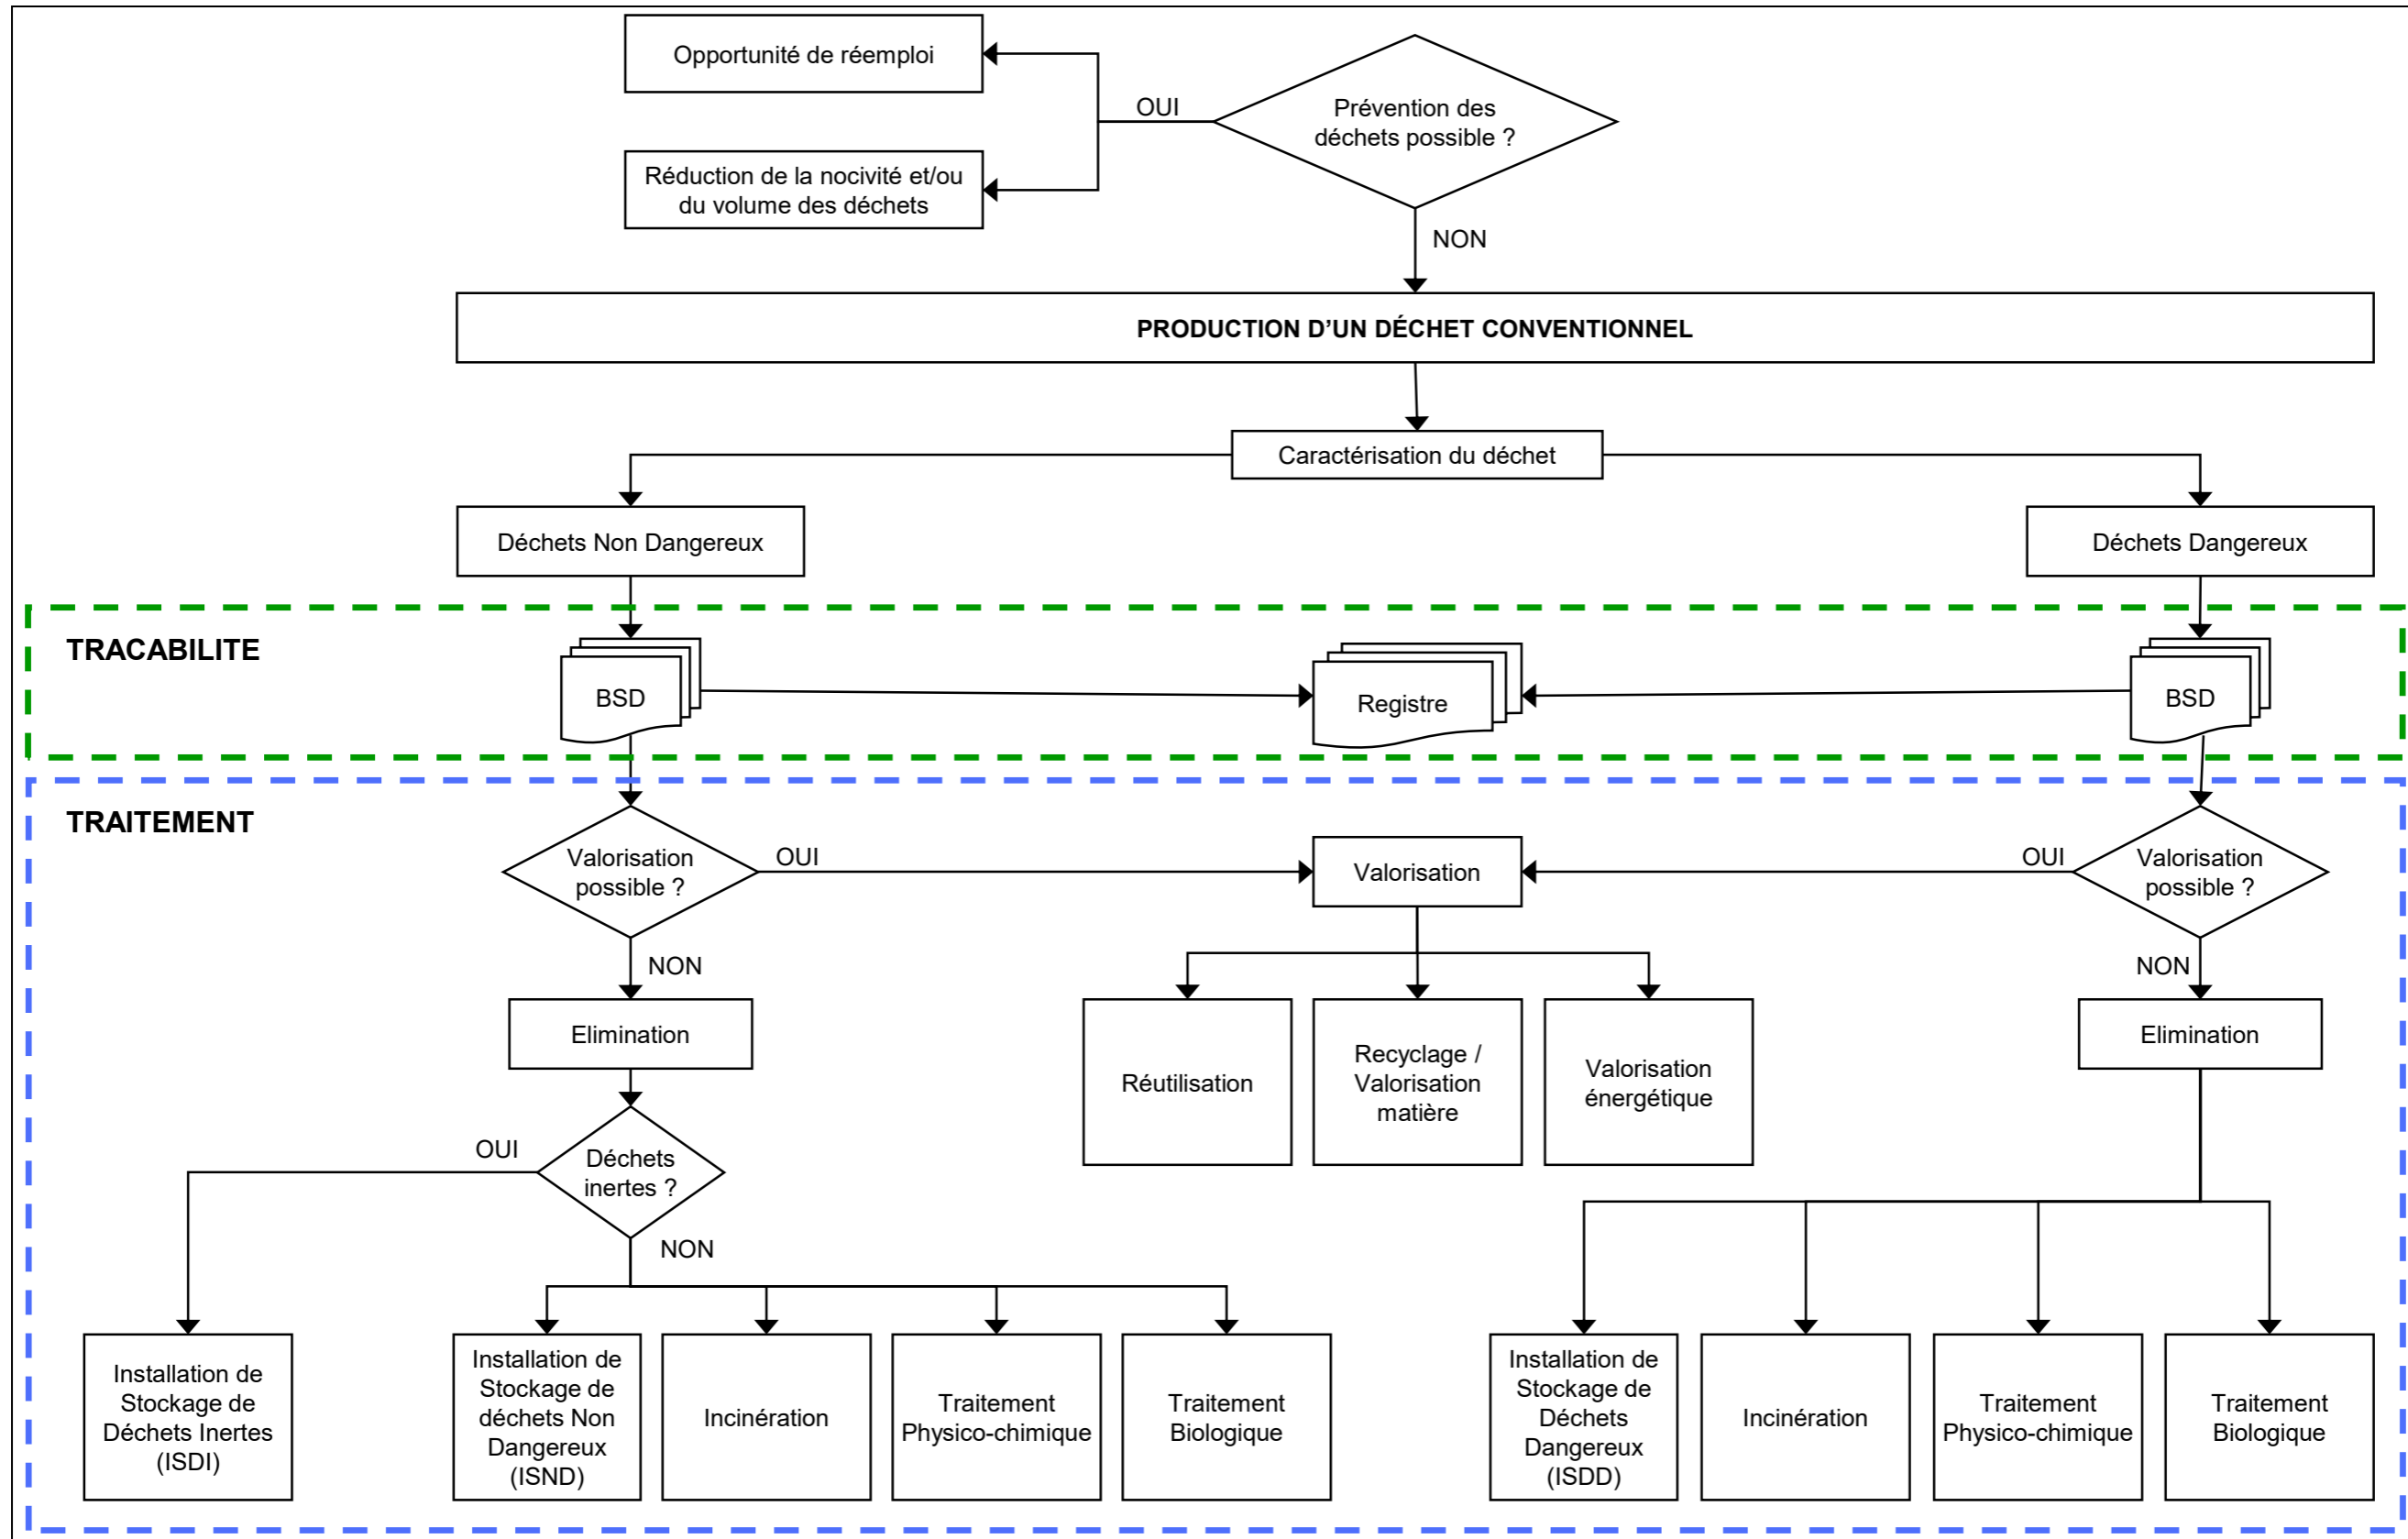 Opportunité de réemploi
OUI
Prévention des
déchets possible ?
Réduction de la nocivité et/ou
du volume des déchets
NON
PRODUCTION D’UN DÉCHET CONVENTIONNEL
Caractérisation du déchet
Déchets Non Dangereux
Déchets Dangereux
TRACABILITE
BSD
Registre
BSD
TRAITEMENT
Valorisation
possible ?
OUI
Valorisation
OUI
Valorisation
possible ?
NON
NON
Elimination
Elimination
Réutilisation
Recyclage /
Valorisation
matière
Valorisation
énergétique
OUI
Déchets
inertes ?
NON
Installation de
Stockage de
Déchets Inertes
(ISDI)
Installation de
Stockage de
déchets Non
Dangereux
(ISND)
Incinération
Traitement
Physico-chimique
Traitement
Biologique
Installation de
Stockage de
Déchets
Dangereux
(ISDD)
Incinération
Traitement
Physico-chimique
Traitement
Biologique